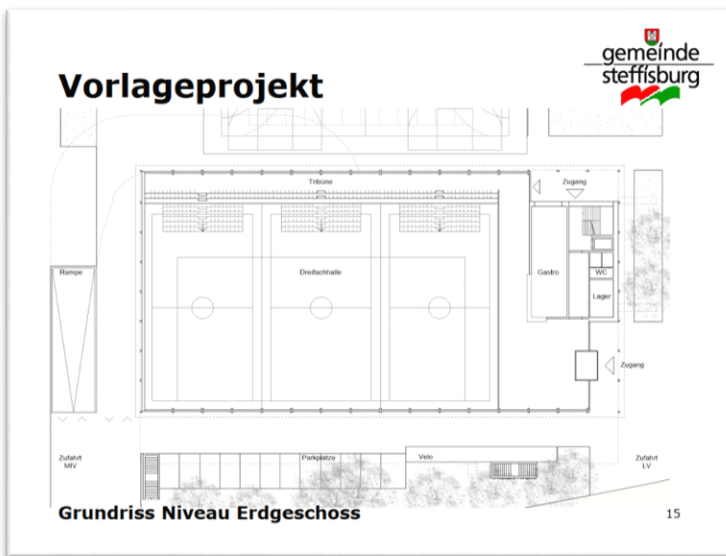 gemeinde
steffisburg
Vorlageprojekt
Tribüne
Zugang
Rampe
Dreifachhalle
Gastro
WC
Lager
Zugang
Zufahrt
MIV
Parkplätze
Velo
Zufahrt
LV
Grundriss Niveau Erdgeschoss
15